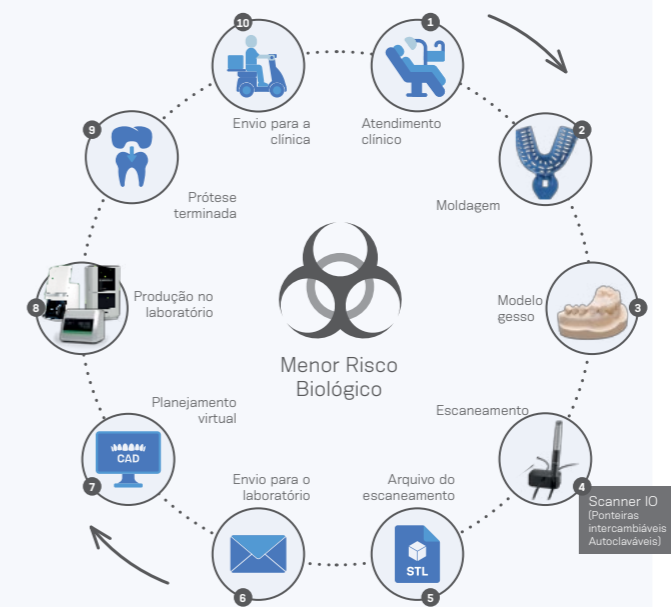 1
Atendimento
clínico
2
Moldagem
3
Modelo
gesso
4
Escaneamento
Scanner IO
(Ponteiras
intercambiáveis
Autoclaváveis)
5
Arquivo do
escaneamento
STL
6
Envio para o
laboratório
7
Planejamento
virtual
CAD
8
Produção no
laboratório
9
Prótese
terminada
10
Envio para a
clínica
Menor Risco
Biológico